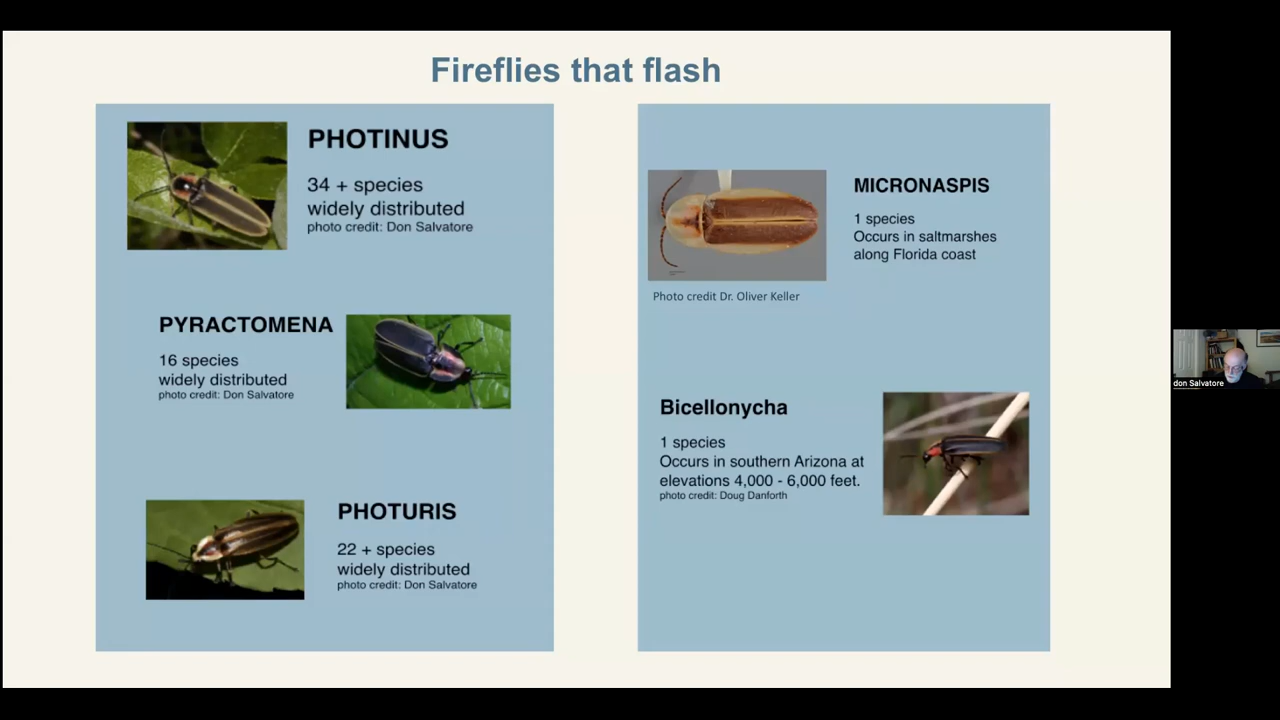 Fireflies that flash
PHOTINUS
34 + species
widely distributed
photo credit: Don Salvatore
PYRACTOMENA
16 species
widely distributed
photo credit: Don Salvatore
PHOTURIS
22 + species
widely distributed
photo credit: Don Salvatore
MICRONASPIS
1 species
Occurs in saltmarshes
along Florida coast
Photo credit Dr. Oliver Keller
Bicellonycha
1 species
Occurs in southern Arizona at
elevations 4,000 - 6,000 feet.
photo credit: Doug Danforth
don Salvatore